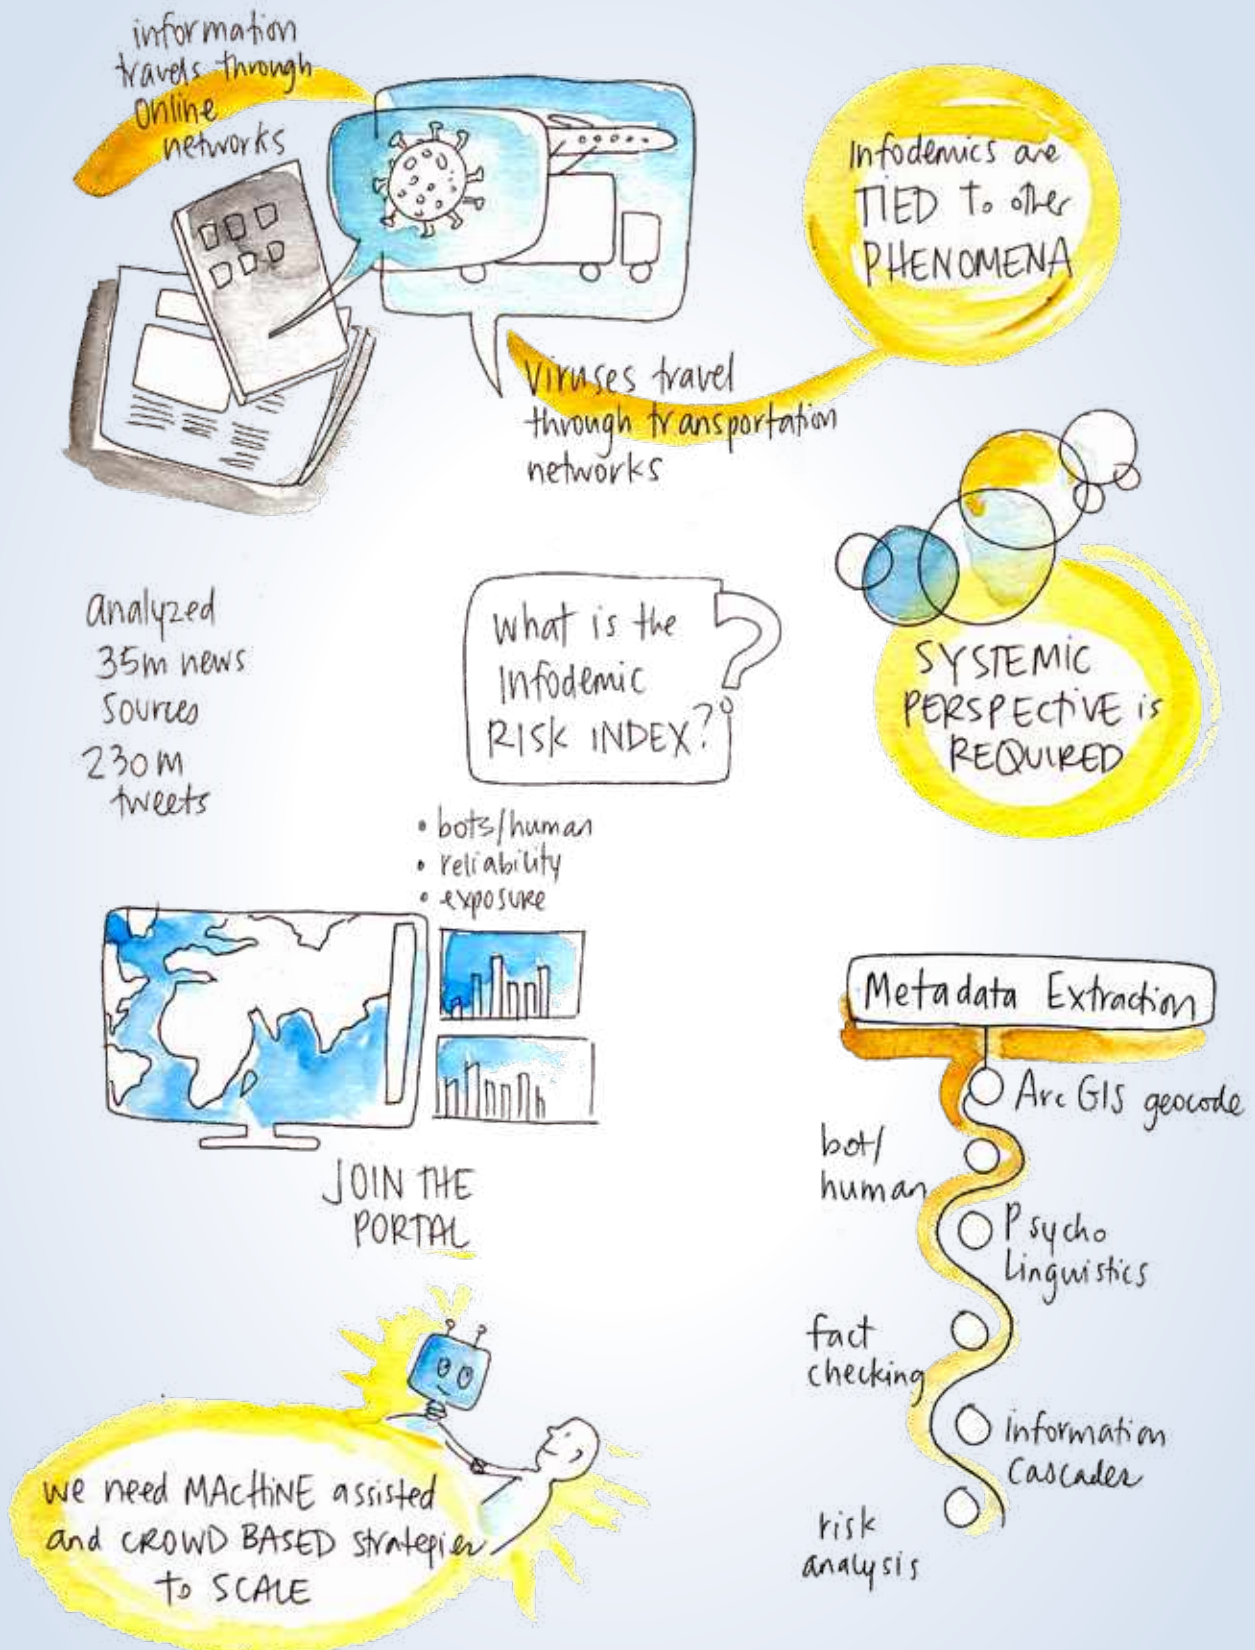 information
travels through
online
networks
Infodemics are
TIED to other
PHENOMENA
Viruses travel
through transportation
networks
analyzed
35m news
sources
230m
tweets
What is the
Infodemic
RISK INDEX?
?
SYSTEMIC
PERSPECTIVE is
REQUIRED
• bots/human
• reliability
• exposure
JOIN THE
PORTAL
Metadata Extraction
Arc GIS geocode
bot/
human
Psycho
Linguistics
fact
checking
information
cascades
risk
analysis
we need MACHINE assisted
and CROWD BASED strategies
to SCALE